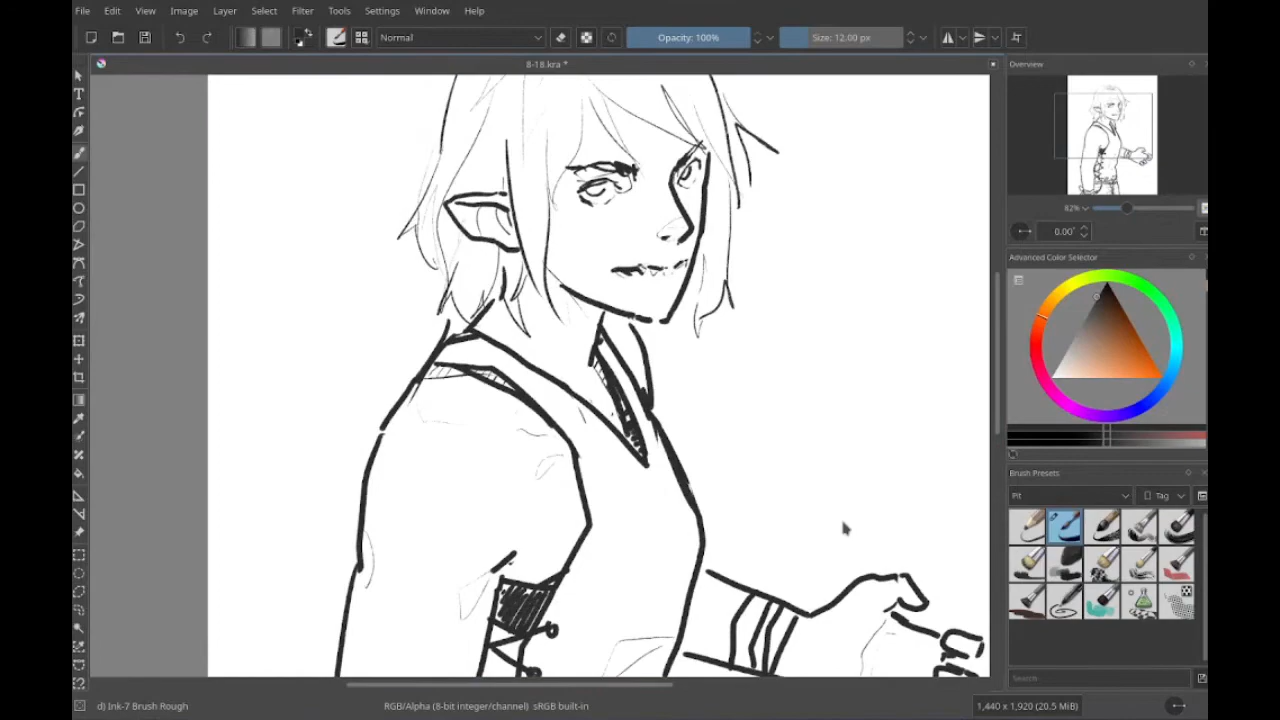 File Edit View Image Layer Select Filter Tools Settings Window Help
Normal
Opacity: 100%
Size: 12.00 px
8-18.kra *
Overview
82%
0.00°
Advanced Color Selector
Brush Presets
Pit
Tag
Search
d) Ink-7 Brush Rough
RGB/Alpha (8-bit integer/channel) sRGB built-in
1,440 x 1,920 (20.5 MiB)